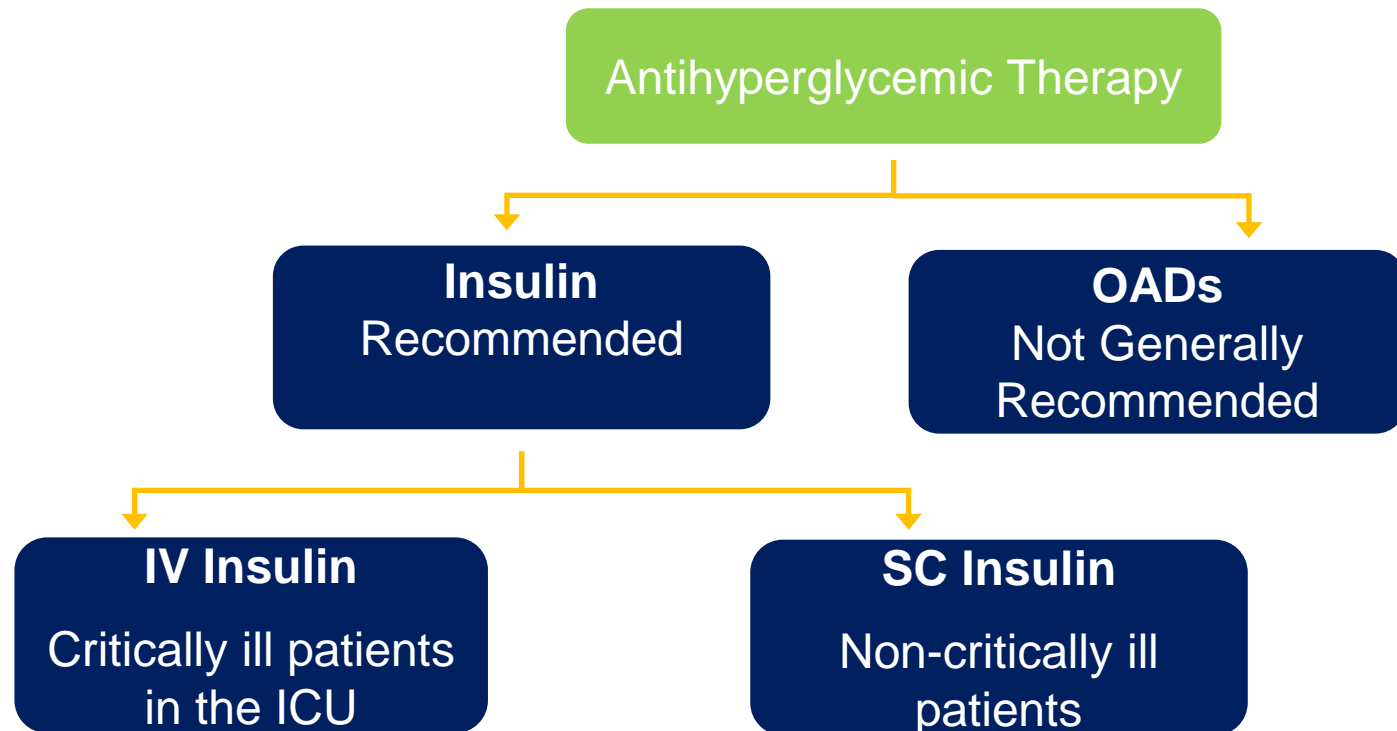 Antihyperglycemic Therapy
Insulin
Recommended
OADs
Not Generally
Recommended
IV Insulin
Critically ill patients
in the ICU
SC Insulin
Non-critically ill
patients